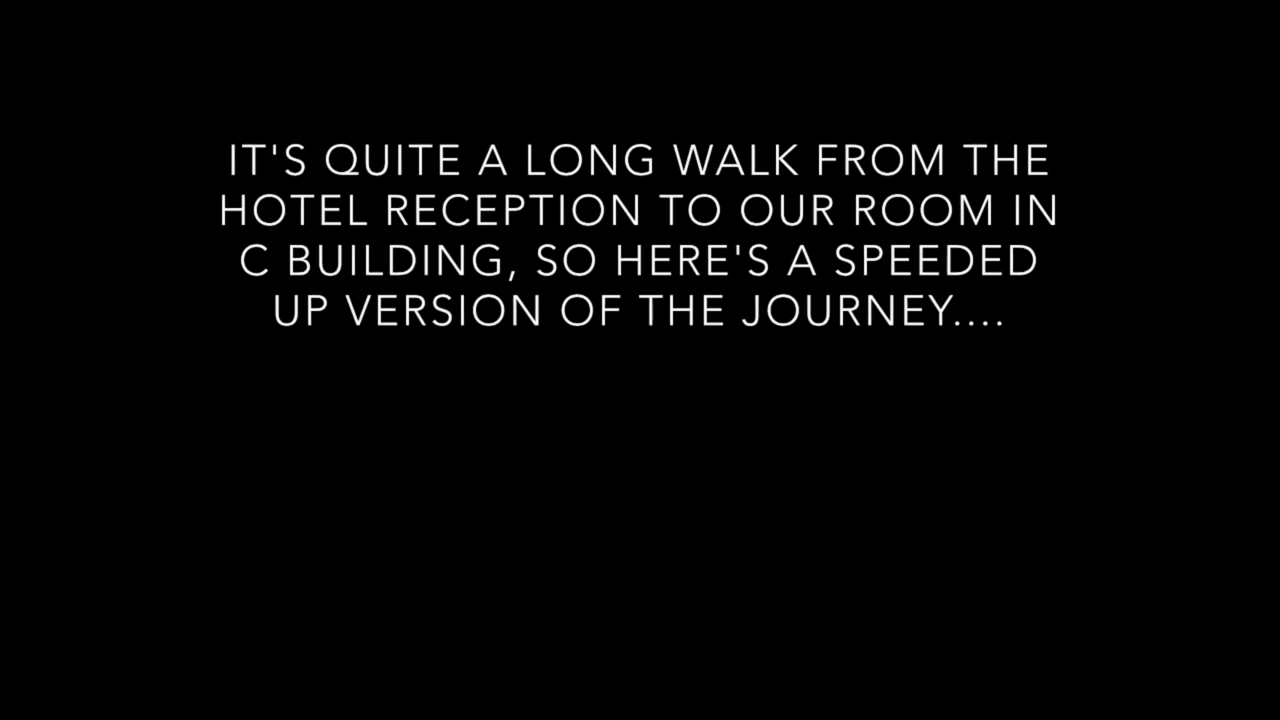 IT'S QUITE A LONG WALK FROM THE
HOTEL RECEPTION TO OUR ROOM IN
C BUILDING, SO HERE'S A SPEEDED
UP VERSION OF THE JOURNEY....